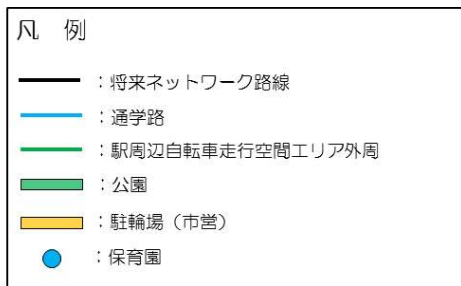 凡　例
：将来ネットワーク路線
：通学路
：駅周辺自転車走行空間エリア外周
：公園
：駐輪場（市営）
：保育園